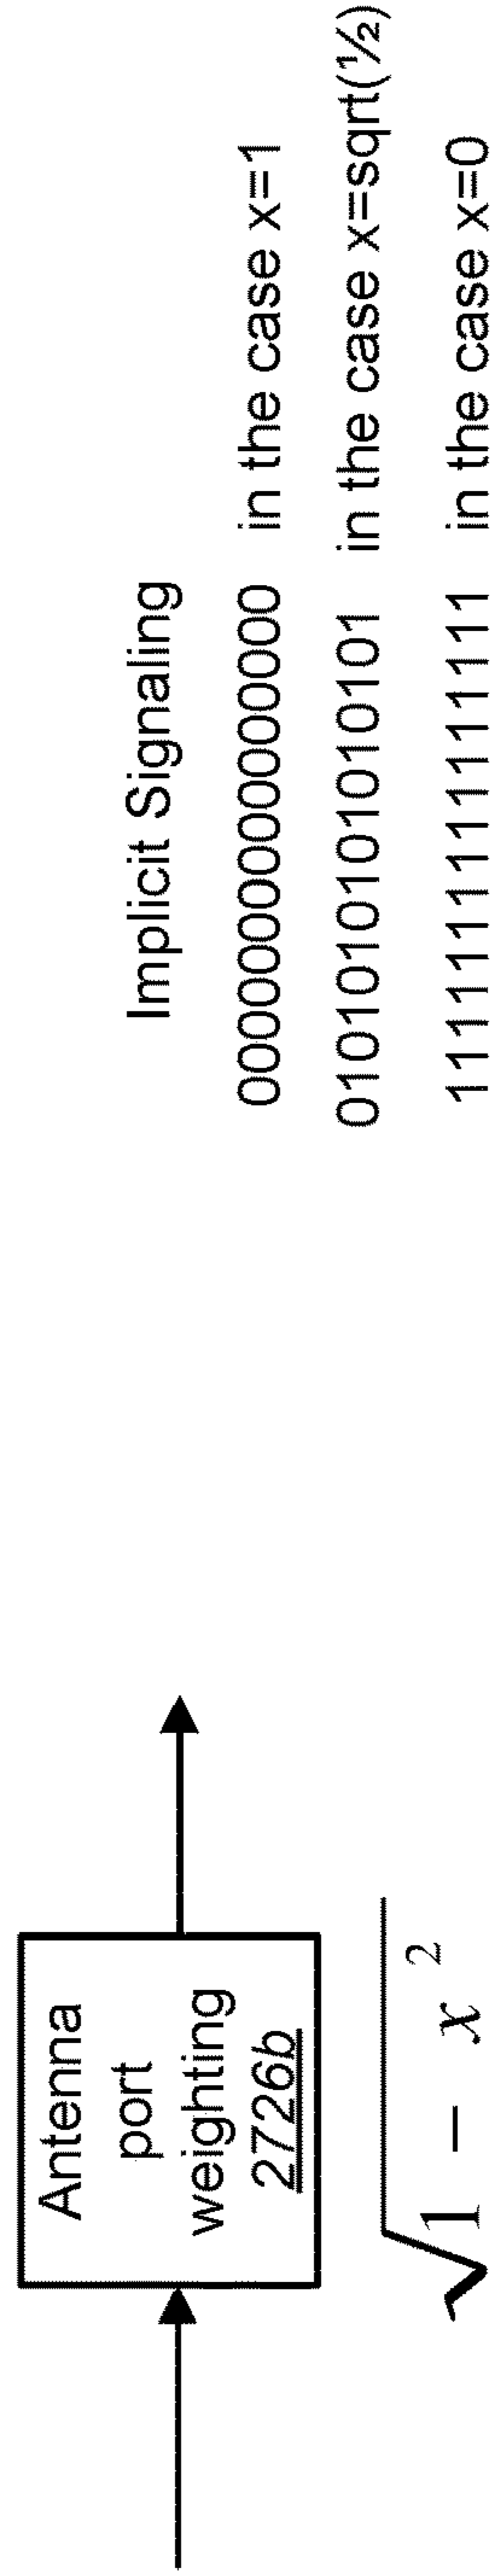 Antenna
port
weighting
2726b
√1 − x²
Implicit Signaling
0000000000000000 in the case x=1
0101010101010101 in the case x=sqrt(½)
1111111111111111 in the case x=0